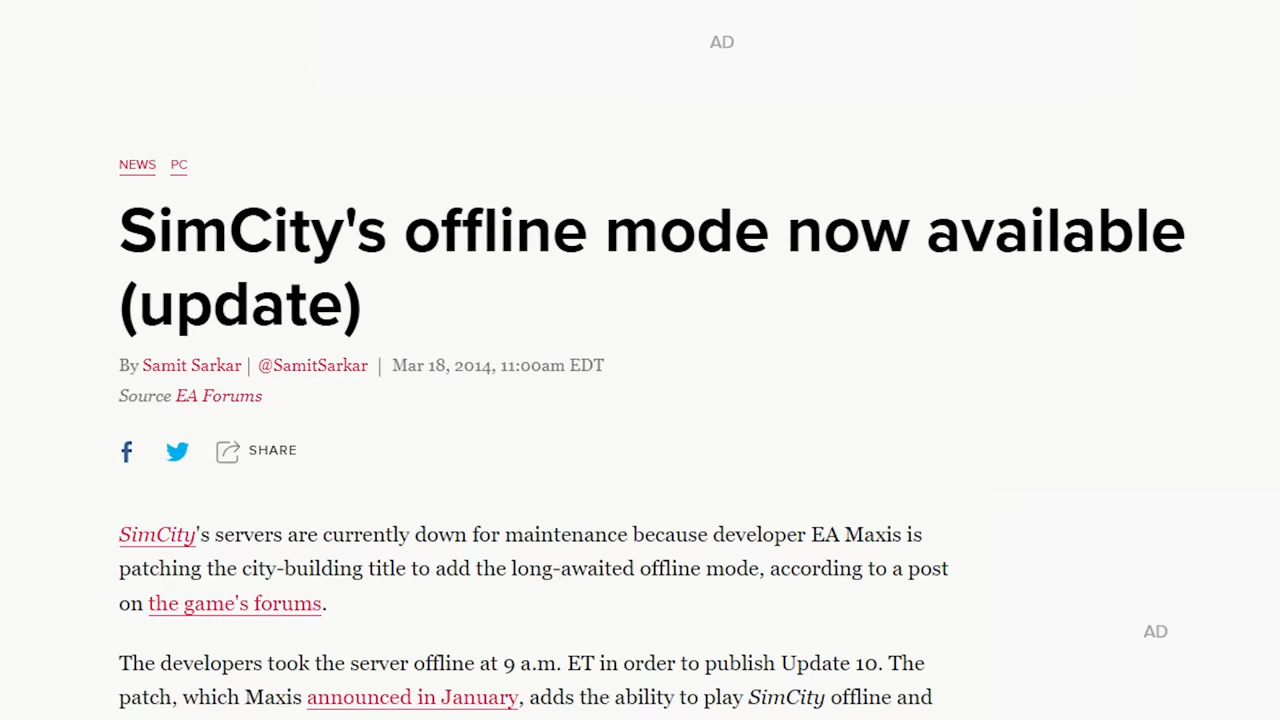 AD
NEWS PC
SimCity's offline mode now available
(update)
By Samit Sarkar | @SamitSarkar | Mar 18, 2014, 11:00am EDT
Source EA Forums
SHARE
SimCity's servers are currently down for maintenance because developer EA Maxis is
patching the city-building title to add the long-awaited offline mode, according to a post
on the game's forums.
AD
The developers took the server offline at 9 a.m. ET in order to publish Update 10. The
patch, which Maxis announced in January, adds the ability to play SimCity offline and